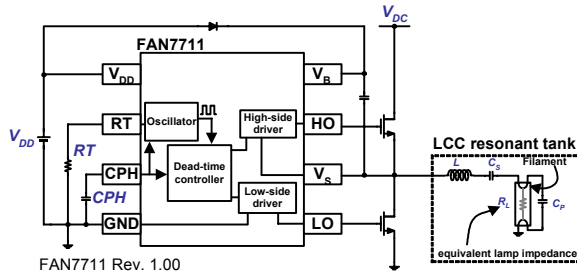 V_DC
FAN7711
V_DD
V_B
RT
Oscillator
High-side
driver
HO
V_DD
RT
CPH
Dead-time
controller
V_S
CPH
Low-side
driver
GND
LO
LCC resonant tank
L
C_S
Filament
R_L
C_P
equivalent lamp impedance
FAN7711 Rev. 1.00